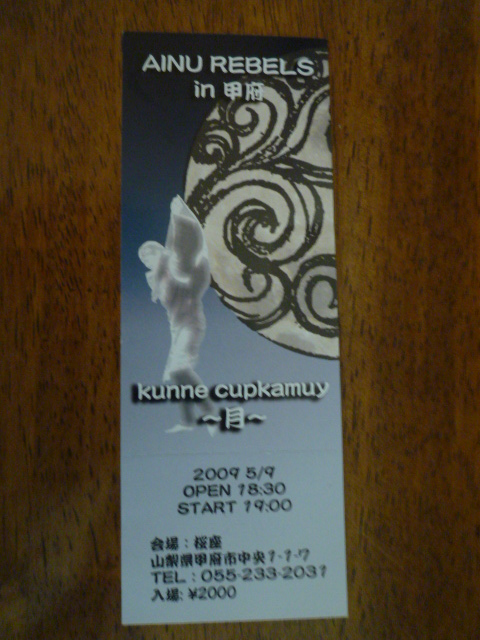 AINU REBELS
in 甲府
kunne cupkamuy
～月～
2009 5/9
OPEN 18:30
START 19:00
会場：桜座
山梨県甲府市中央1-1-7
TEL：055-233-2031
入場: ¥2000